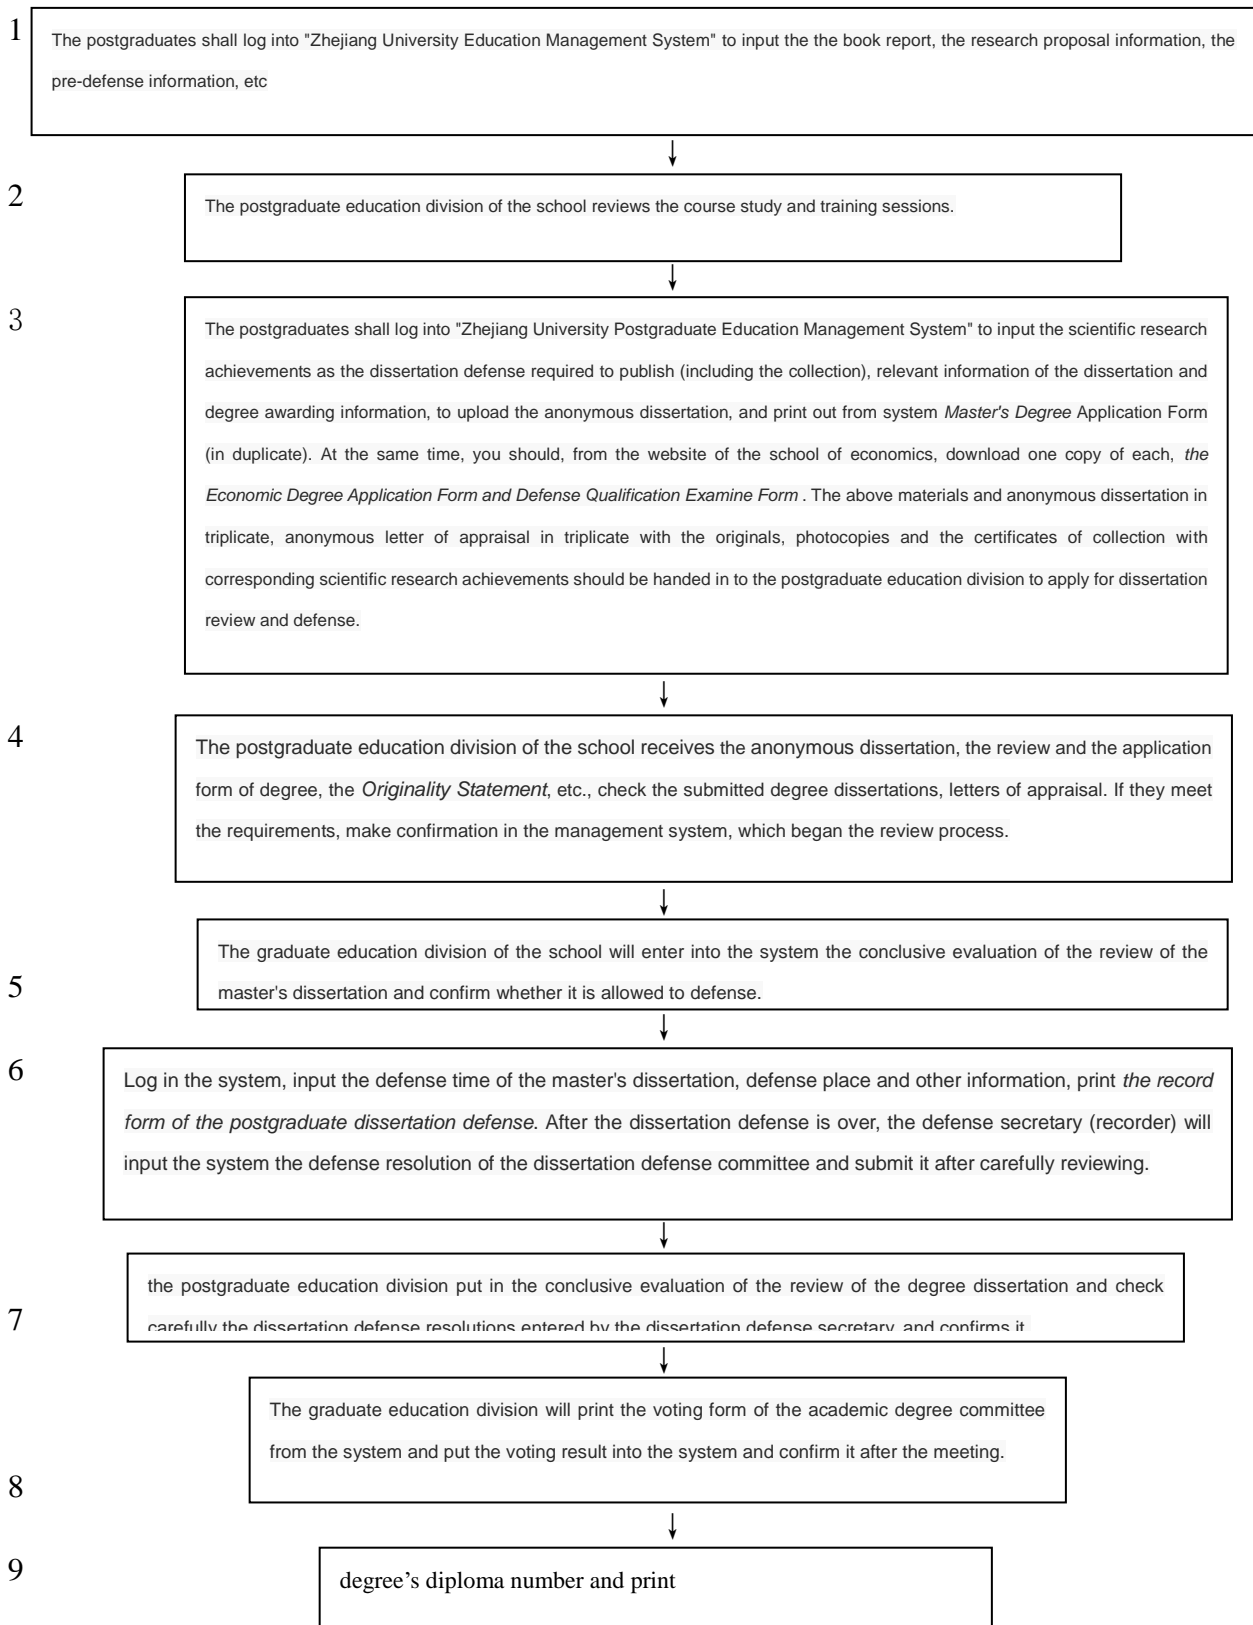 1
The postgraduates shall log into "Zhejiang University Education Management System" to input the the book report, the research proposal information, the
pre-defense information, etc
2
The postgraduate education division of the school reviews the course study and training sessions.
3
The postgraduates shall log into "Zhejiang University Postgraduate Education Management System" to input the scientific research
achievements as the dissertation defense required to publish (including the collection), relevant information of the dissertation and
degree awarding information, to upload the anonymous dissertation, and print out from system Master's Degree Application Form
(in duplicate). At the same time, you should, from the website of the school of economics, download one copy of each, the
Economic Degree Application Form and Defense Qualification Examine Form . The above materials and anonymous dissertation in
triplicate, anonymous letter of appraisal in triplicate with the originals, photocopies and the certificates of collection with
corresponding scientific research achievements should be handed in to the postgraduate education division to apply for dissertation
review and defense.
4
The postgraduate education division of the school receives the anonymous dissertation, the review and the application
form of degree, the Originality Statement, etc., check the submitted degree dissertations, letters of appraisal. If they meet
the requirements, make confirmation in the management system, which began the review process.
5
The graduate education division of the school will enter into the system the conclusive evaluation of the review of the
master's dissertation and confirm whether it is allowed to defense.
6
Log in the system, input the defense time of the master's dissertation, defense place and other information, print the record
form of the postgraduate dissertation defense. After the dissertation defense is over, the defense secretary (recorder) will
input the system the defense resolution of the dissertation defense committee and submit it after carefully reviewing.
7
the postgraduate education division put in the conclusive evaluation of the review of the degree dissertation and check
carefully the dissertation defense resolutions entered by the dissertation defense secretary, and confirms it.
8
The graduate education division will print the voting form of the academic degree committee
from the system and put the voting result into the system and confirm it after the meeting.
9
degree’s diploma number and print